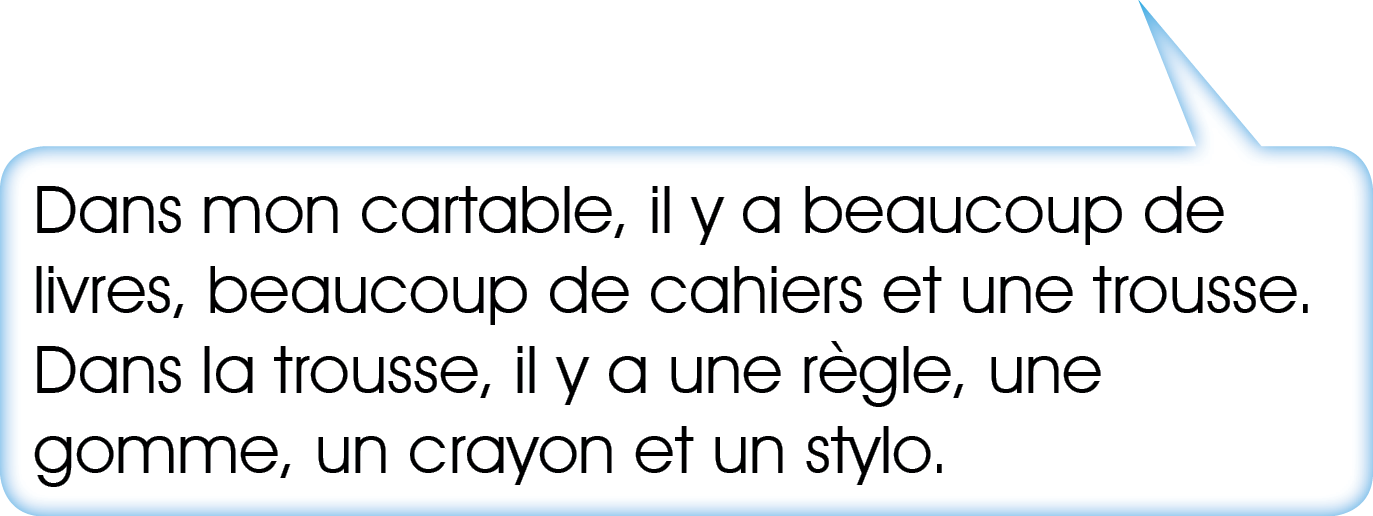 Dans mon cartable, il y a beaucoup de
livres, beaucoup de cahiers et une trousse.
Dans la trousse, il y a une règle, une
gomme, un crayon et un stylo.